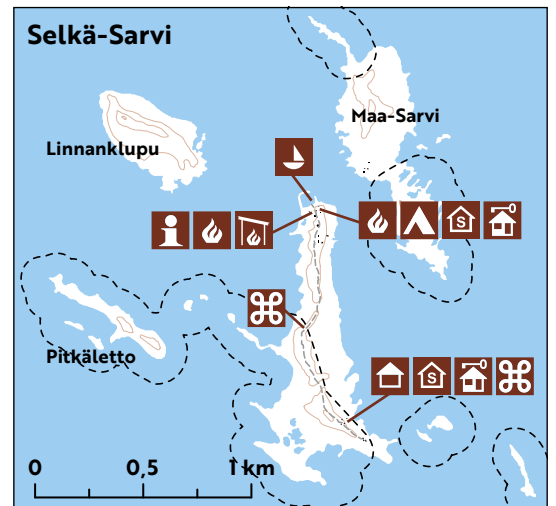 Selkä-Sarvi
Maa-Sarvi
Linnanklupu
S
Pitkäletto
S
0 0,5 1 km